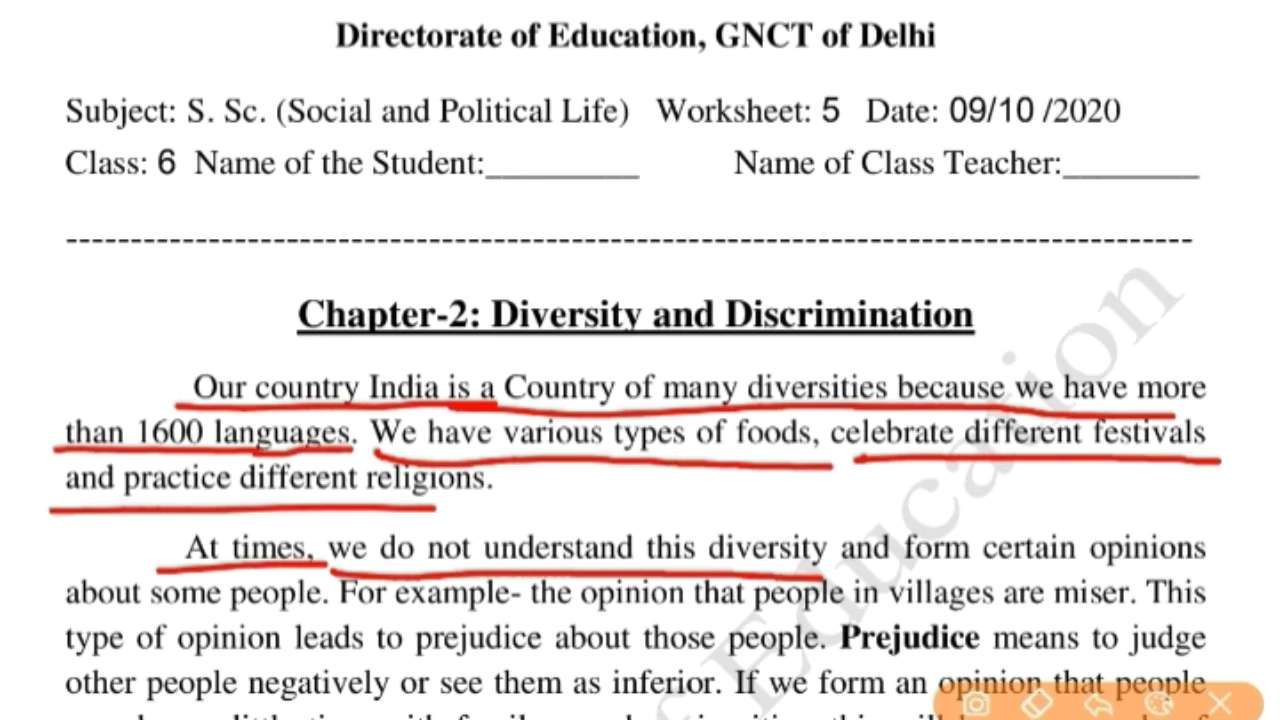 Directorate of Education, GNCT of Delhi
Subject: S. Sc. (Social and Political Life) Worksheet: 5 Date: 09/10 /2020
Class: 6 Name of the Student:_________ Name of Class Teacher:________
Chapter-2: Diversity and Discrimination
Our country India is a Country of many diversities because we have more
than 1600 languages. We have various types of foods, celebrate different festivals
and practice different religions.
At times, we do not understand this diversity and form certain opinions
about some people. For example- the opinion that people in villages are miser. This
type of opinion leads to prejudice about those people. Prejudice means to judge
other people negatively or see them as inferior. If we form an opinion that people
Education